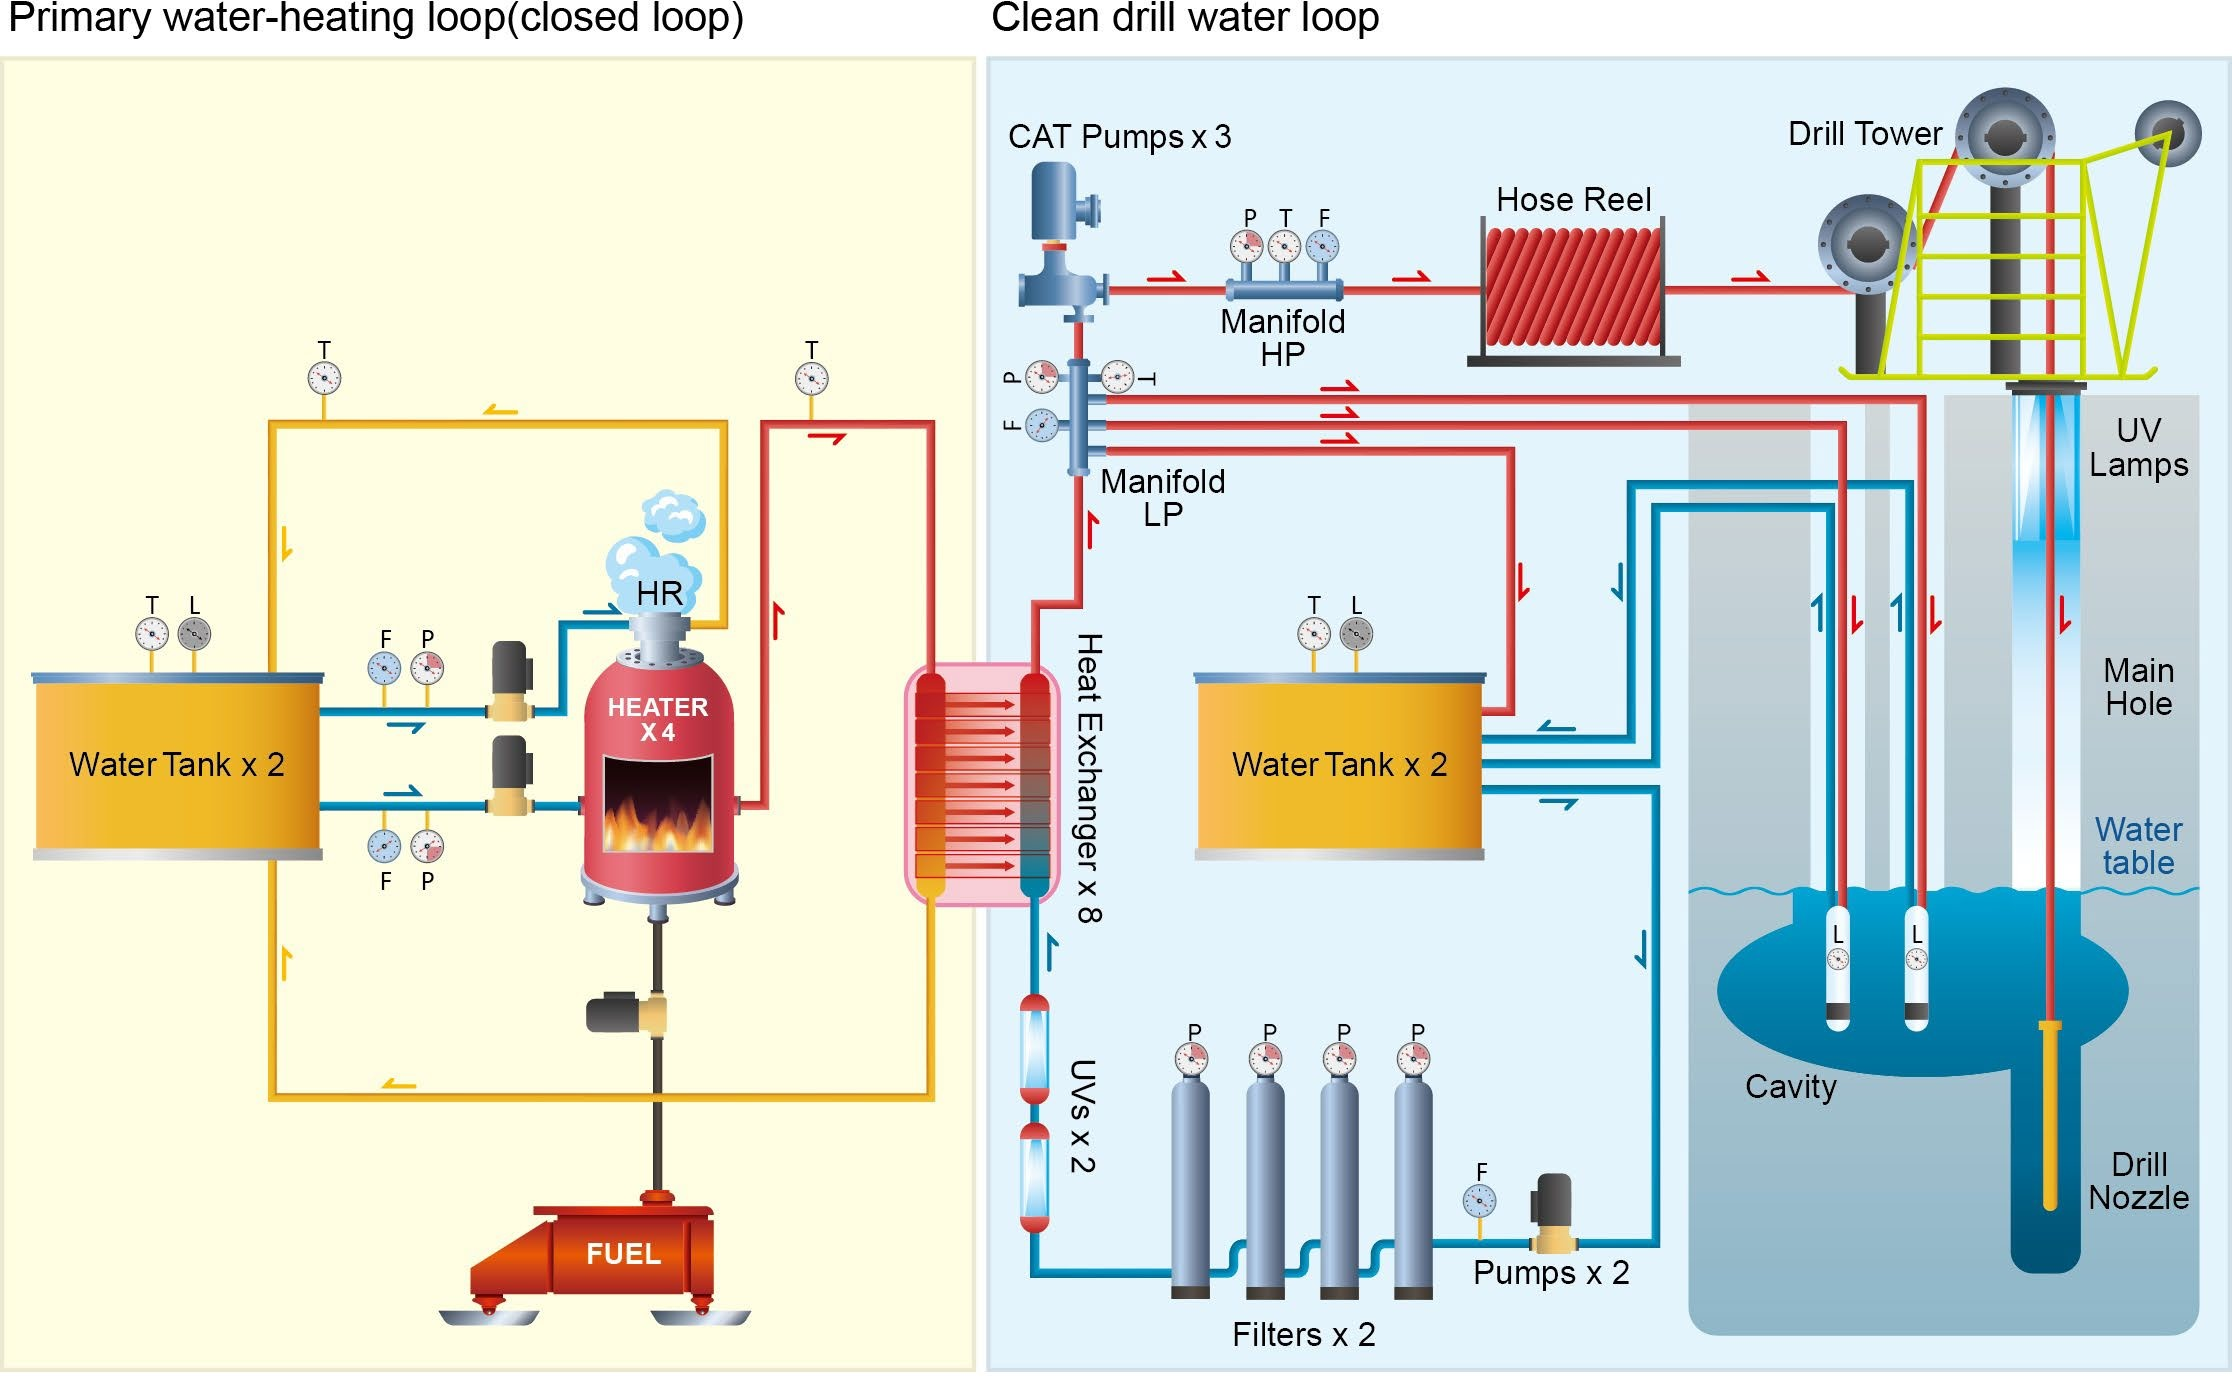 Primary water-heating loop(closed loop)
T
T
T
L
F
P
HR
HEATER
X 4
Water Tank x 2
F
P
FUEL
Clean drill water loop
CAT Pumps x 3
P
T
F
Manifold
HP
Hose Reel
Drill Tower
P
T
F
Manifold
LP
Heat Exchanger x 8
T
L
Water Tank x 2
UVs x 2
P
P
P
P
Filters x 2
F
Pumps x 2
UV
Lamps
Main
Hole
Water
table
L
L
Cavity
Drill
Nozzle